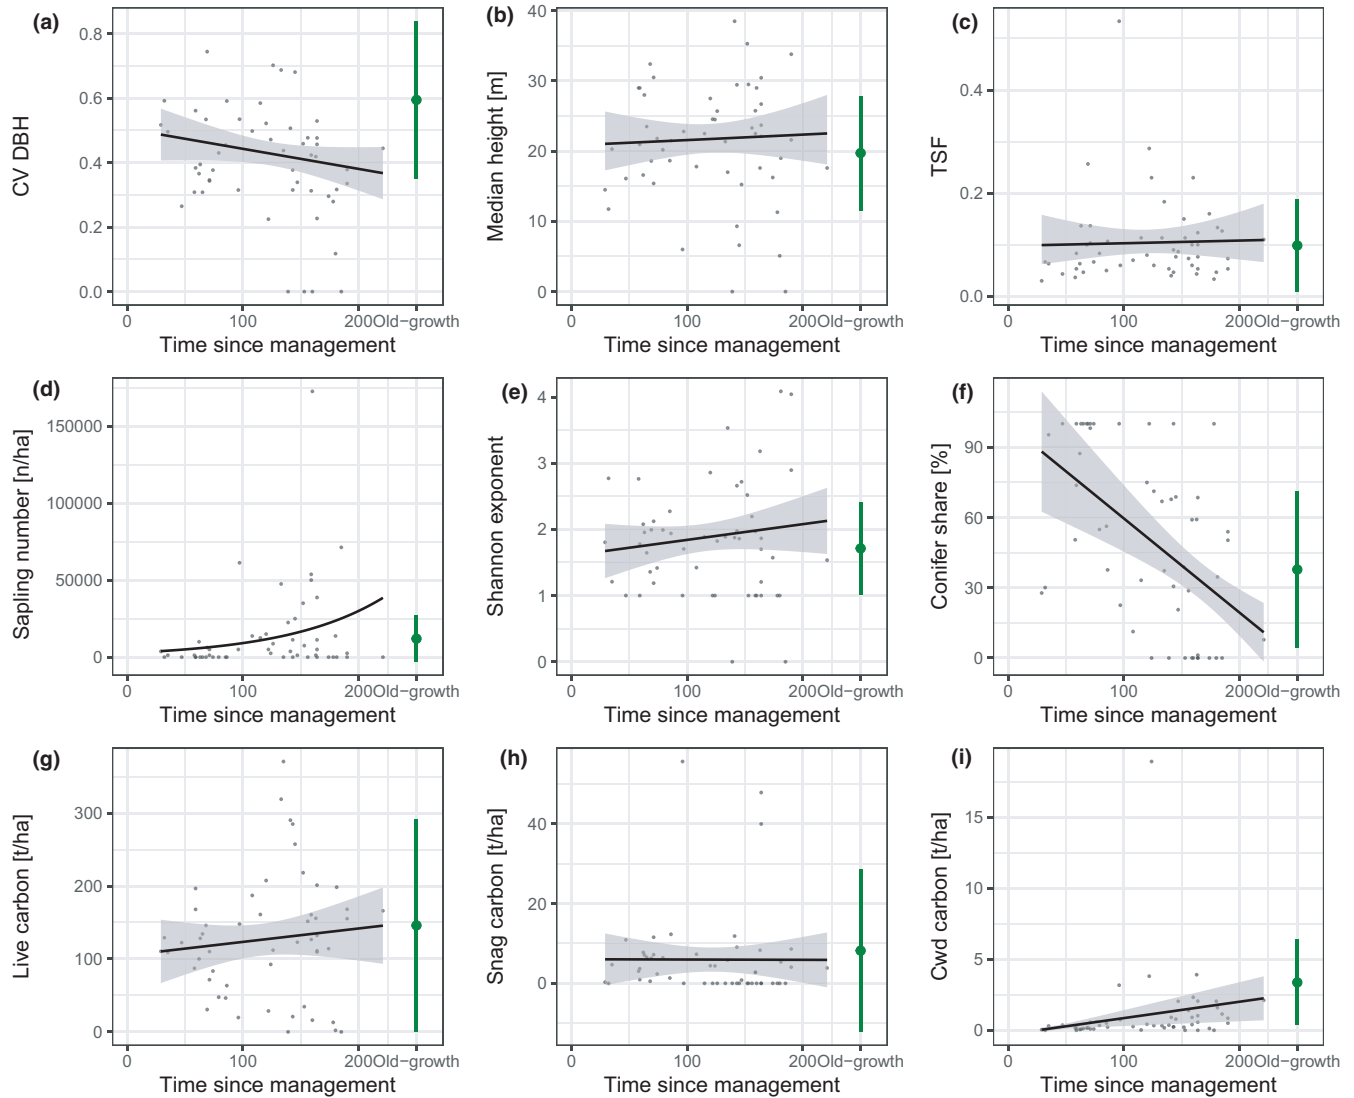 (a)
CV DBH
0.8
0.6
0.4
0.2
0.0
0 100 200Old−growth
Time since management
(b)
Median height [m]
40
30
20
10
0
0 100 200Old−growth
Time since management
(c)
TSF
0.4
0.2
0.0
0 100 200Old−growth
Time since management
(d)
Sapling number [n/ha]
150000
100000
50000
0
0 100 200Old−growth
Time since management
(e)
Shannon exponent
4
3
2
1
0
0 100 200Old−growth
Time since management
(f)
Conifer share [%]
90
60
30
0
0 100 200Old−growth
Time since management
(g)
Live carbon [t/ha]
300
200
100
0
0 100 200Old−growth
Time since management
(h)
Snag carbon [t/ha]
40
20
0
0 100 200Old−growth
Time since management
(i)
Cwd carbon [t/ha]
15
10
5
0
0 100 200Old−growth
Time since management